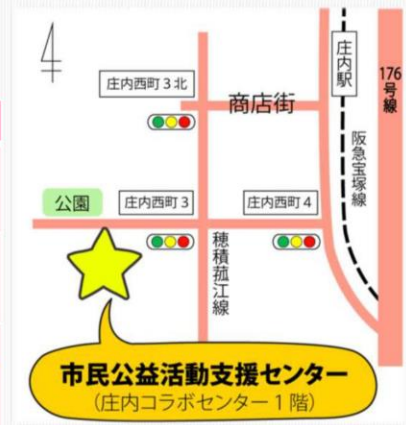 庄内駅
176号線
庄内西町3北
商店街
阪急宝塚線
公園
庄内西町3
庄内西町4
穂積菰江線
市民公益活動支援センター
(庄内コラボセンター1階)